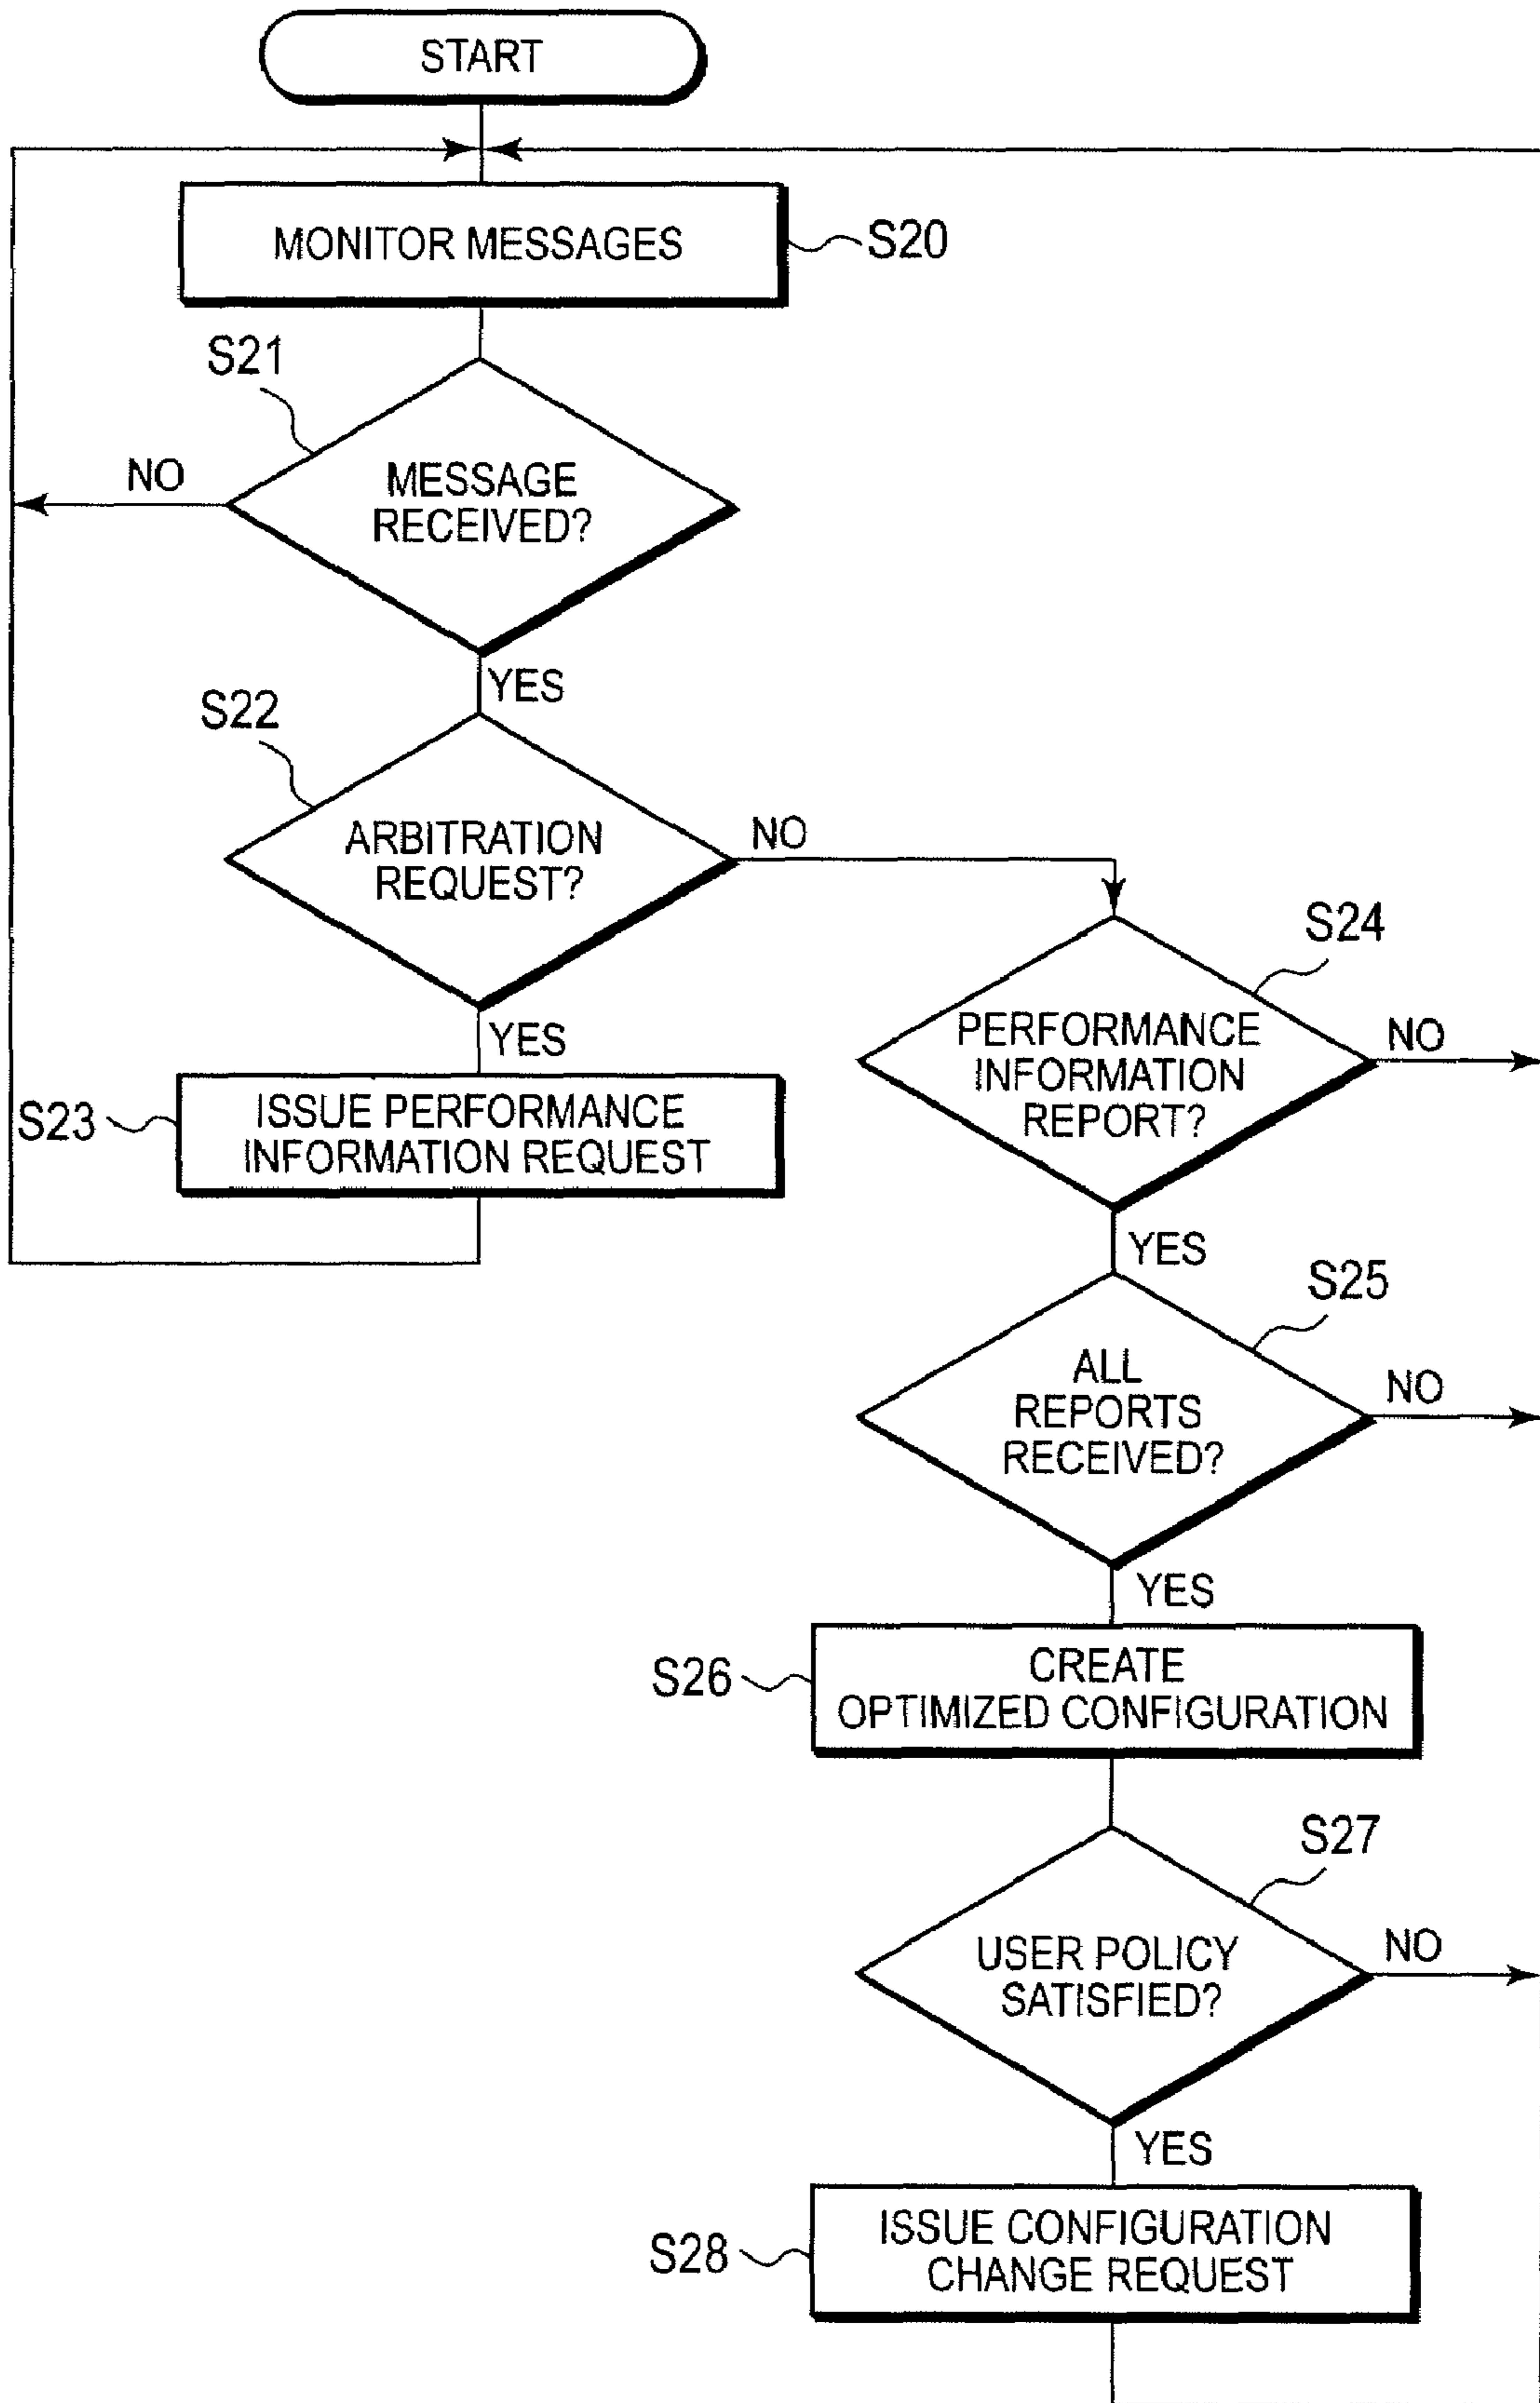 START
MONITOR MESSAGES
S20
S21
MESSAGE
RECEIVED?
NO
YES
S22
ARBITRATION
REQUEST?
NO
YES
S23
ISSUE PERFORMANCE
INFORMATION REQUEST
S24
PERFORMANCE
INFORMATION
REPORT?
NO
YES
S25
ALL
REPORTS
RECEIVED?
NO
YES
S26
CREATE
OPTIMIZED CONFIGURATION
S27
USER POLICY
SATISFIED?
NO
YES
S28
ISSUE CONFIGURATION
CHANGE REQUEST